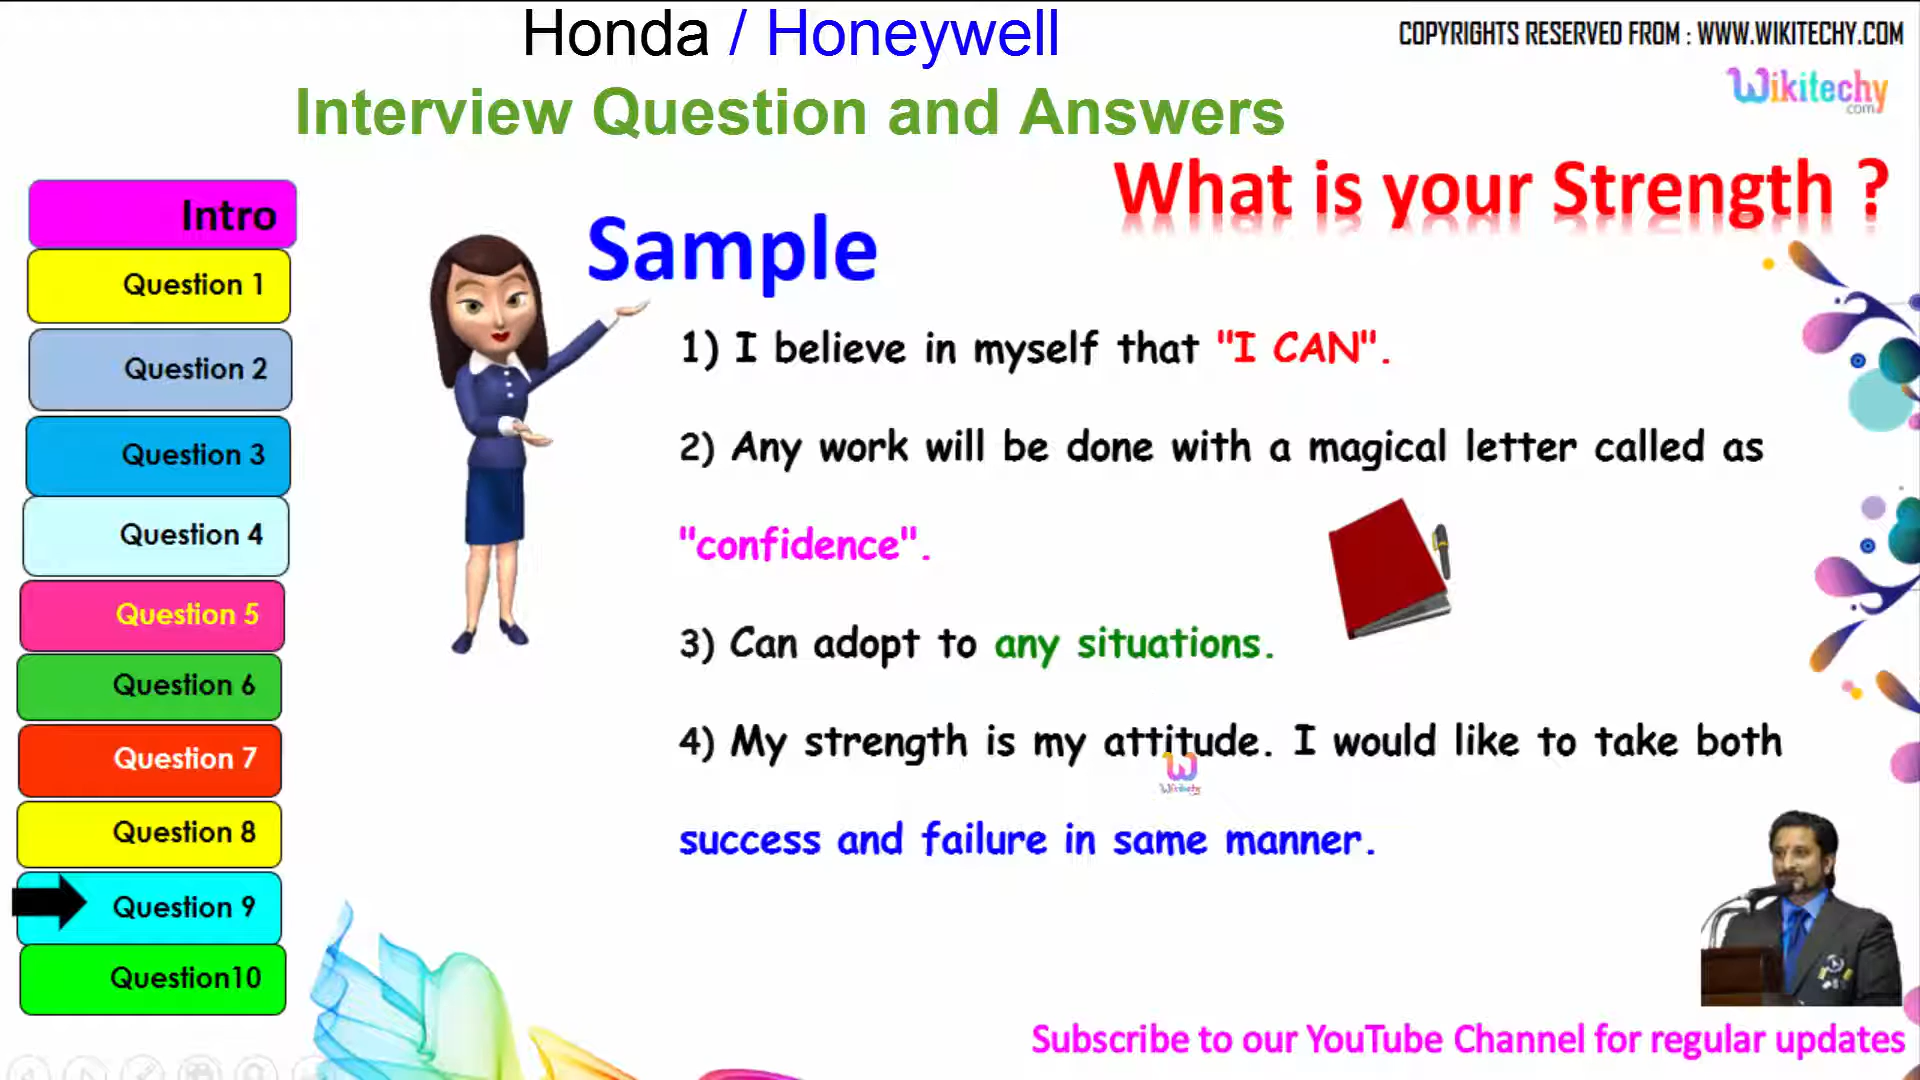 Honda / Honeywell
COPYRIGHTS RESERVED FROM : WWW.WIKITECHY.COM
Wikitechy
.com
Interview Question and Answers
What is your Strength ?
Intro
Question 1
Question 2
Question 3
Question 4
Question 5
Question 6
Question 7
Question 8
Question 9
Question10
Sample
1) I believe in myself that "I CAN".
2) Any work will be done with a magical letter called as
"confidence".
3) Can adopt to any situations.
4) My strength is my attitude. I would like to take both
W
Wikitechy
success and failure in same manner.
Subscribe to our YouTube Channel for regular updates